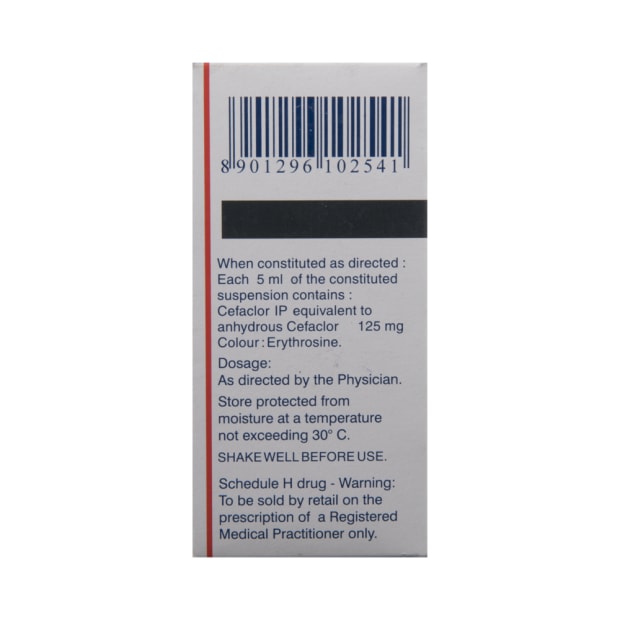 8901296102541
When constituted as directed :
Each 5 ml of the constituted
suspension contains :
Cefaclor IP equivalent to
anhydrous Cefaclor 125 mg
Colour : Erythrosine.
Dosage:
As directed by the Physician.
Store protected from
moisture at a temperature
not exceeding 30° C.
SHAKE WELL BEFORE USE.
Schedule H drug - Warning:
To be sold by retail on the
prescription of a Registered
Medical Practitioner only.